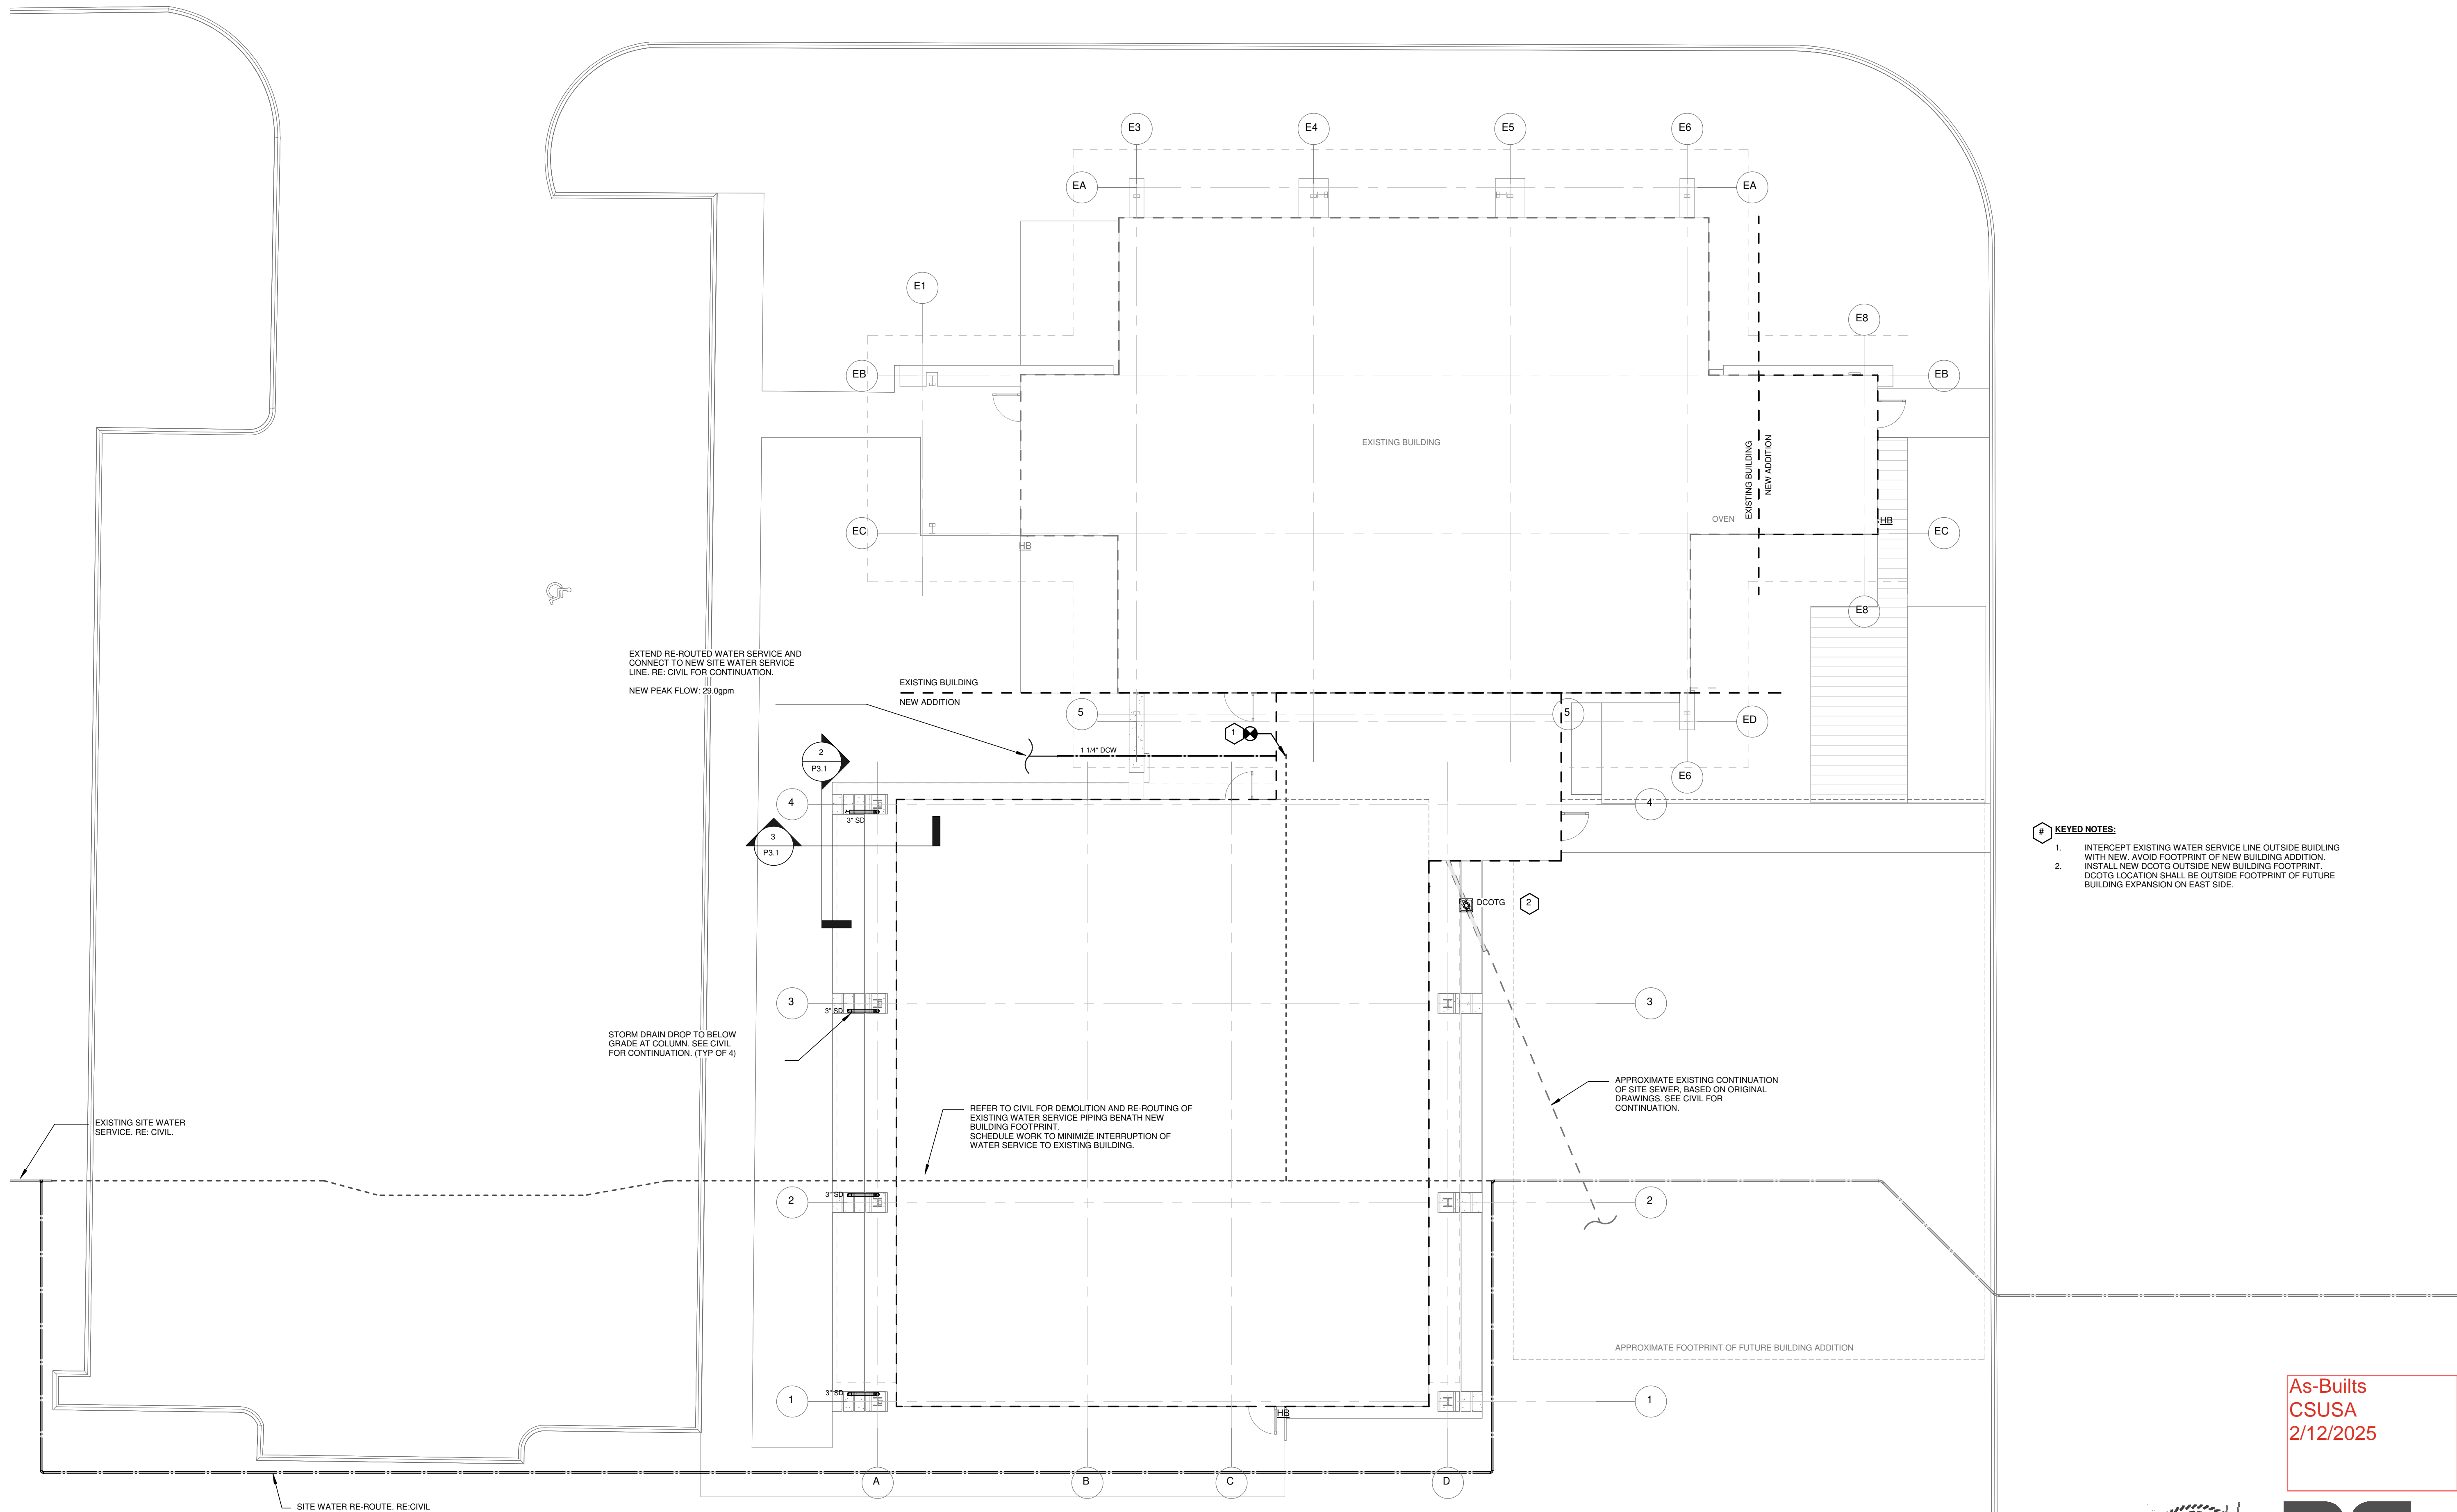 E3
E4
E5
E6
EA
EA
E1
E8
EB
EB
EXISTING BUILDING
EXISTING BUILDING
NEW ADDITION
OVEN
HB
EC
EC
HB
E8
EXTEND RE-ROUTED WATER SERVICE AND
CONNECT TO NEW SITE WATER SERVICE
LINE. RE: CIVIL FOR CONTINUATION.
NEW PEAK FLOW: 29.0gpm
EXISTING BUILDING
NEW ADDITION
5
5
ED
1
1 1/4" DCW
2
P3.1
E6
4
3" SD
4
3
P3.1
# KEYED NOTES:
1. INTERCEPT EXISTING WATER SERVICE LINE OUTSIDE BUIDLING
WITH NEW. AVOID FOOTPRINT OF NEW BUILDING ADDITION.
2. INSTALL NEW DCOTG OUTSIDE NEW BUILDING FOOTPRINT.
DCOTG LOCATION SHALL BE OUTSIDE FOOTPRINT OF FUTURE
BUILDING EXPANSION ON EAST SIDE.
DCOTG
2
3
3" SD
3
STORM DRAIN DROP TO BELOW
GRADE AT COLUMN. SEE CIVIL
FOR CONTINUATION. (TYP OF 4)
APPROXIMATE EXISTING CONTINUATION
OF SITE SEWER, BASED ON ORIGINAL
DRAWINGS. SEE CIVIL FOR
CONTINUATION.
REFER TO CIVIL FOR DEMOLITION AND RE-ROUTING OF
EXISTING WATER SERVICE PIPING BENATH NEW
BUILDING FOOTPRINT.
SCHEDULE WORK TO MINIMIZE INTERRUPTION OF
WATER SERVICE TO EXISTING BUILDING.
EXISTING SITE WATER
SERVICE. RE: CIVIL.
2
3" SD
2
APPROXIMATE FOOTPRINT OF FUTURE BUILDING ADDITION
1
3" SD
1
HB
As-Builts
CSUSA
2/12/2025
A
B
C
D
SITE WATER RE-ROUTE. RE:CIVIL